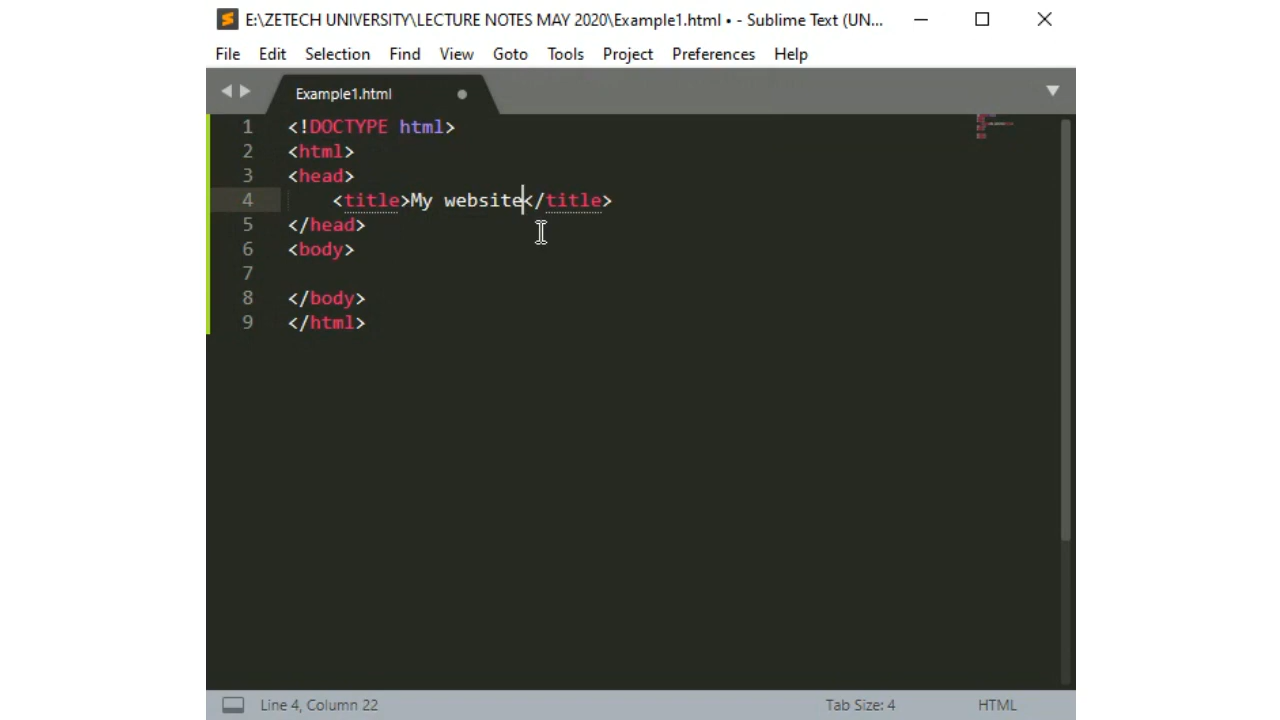 E:\ZETECH UNIVERSITY\LECTURE NOTES MAY 2020\Example1.html • - Sublime Text (UN...
File Edit Selection Find View Goto Tools Project Preferences Help
Example1.html
1 <!DOCTYPE html>
2 <html>
3 <head>
4     <title>My website</title>
5 </head>
6 <body>
7
8 </body>
9 </html>
Line 4, Column 22 Tab Size: 4 HTML